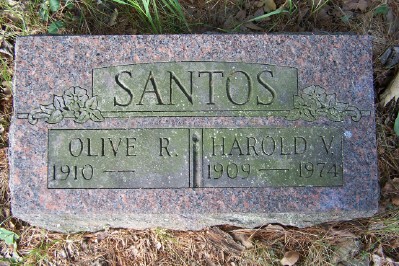 SANTOS
OLIVE R. HAROLD V.
1910 — 1909 — 1974